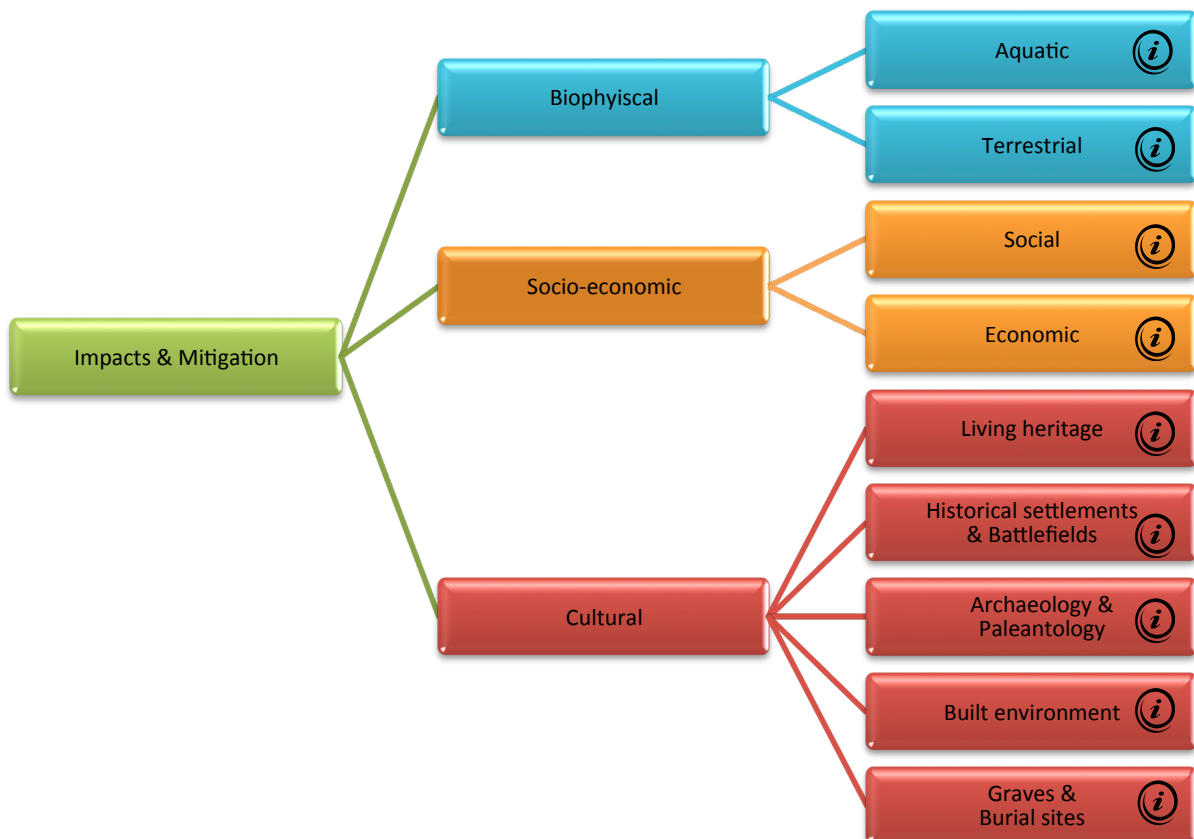 Impacts & Mitigation
Biophyiscal
Aquatic
i
Terrestrial
i
Socio-economic
Social
i
Economic
i
Cultural
Living heritage
i
Historical settlements
& Battlefields
i
Archaeology &
Paleantology
i
Built environment
i
Graves &
Burial sites
i